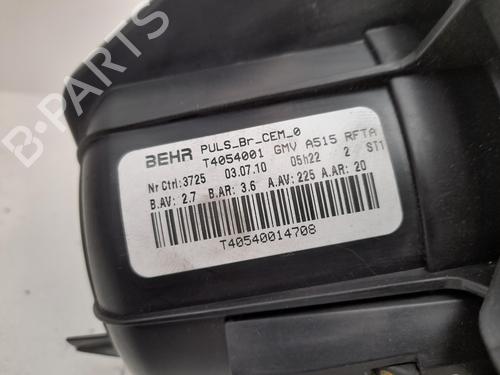 BEHR PULS_Br_CEM_0
T4054001 GMV A515 RFTA
Nr Ctrl:3725 03.07.10 05h22 2 ST1
B.AV: 2.7 B.AR: 3.6 A.AV: 225 A.AR: 20
T40540014708
B-PARTS